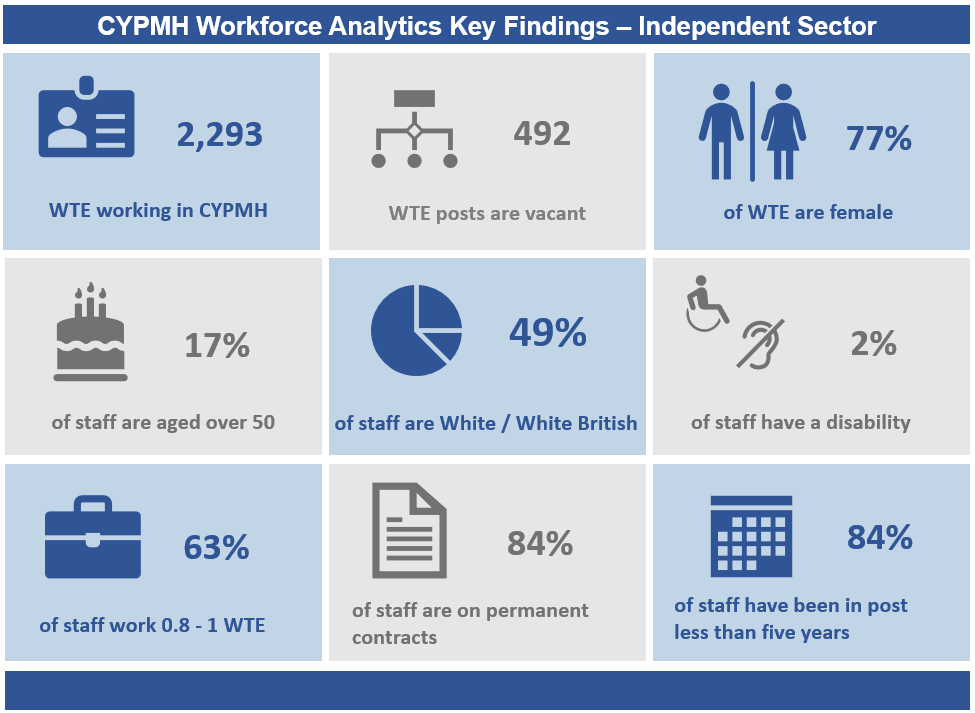 CYPMH Workforce Analytics Key Findings – Independent Sector
2,293
WTE working in CYPMH
492
WTE posts are vacant
77%
of WTE are female
17%
of staff are aged over 50
49%
of staff are White / White British
2%
of staff have a disability
63%
of staff work 0.8 - 1 WTE
84%
of staff are on permanent
contracts
84%
of staff have been in post
less than five years